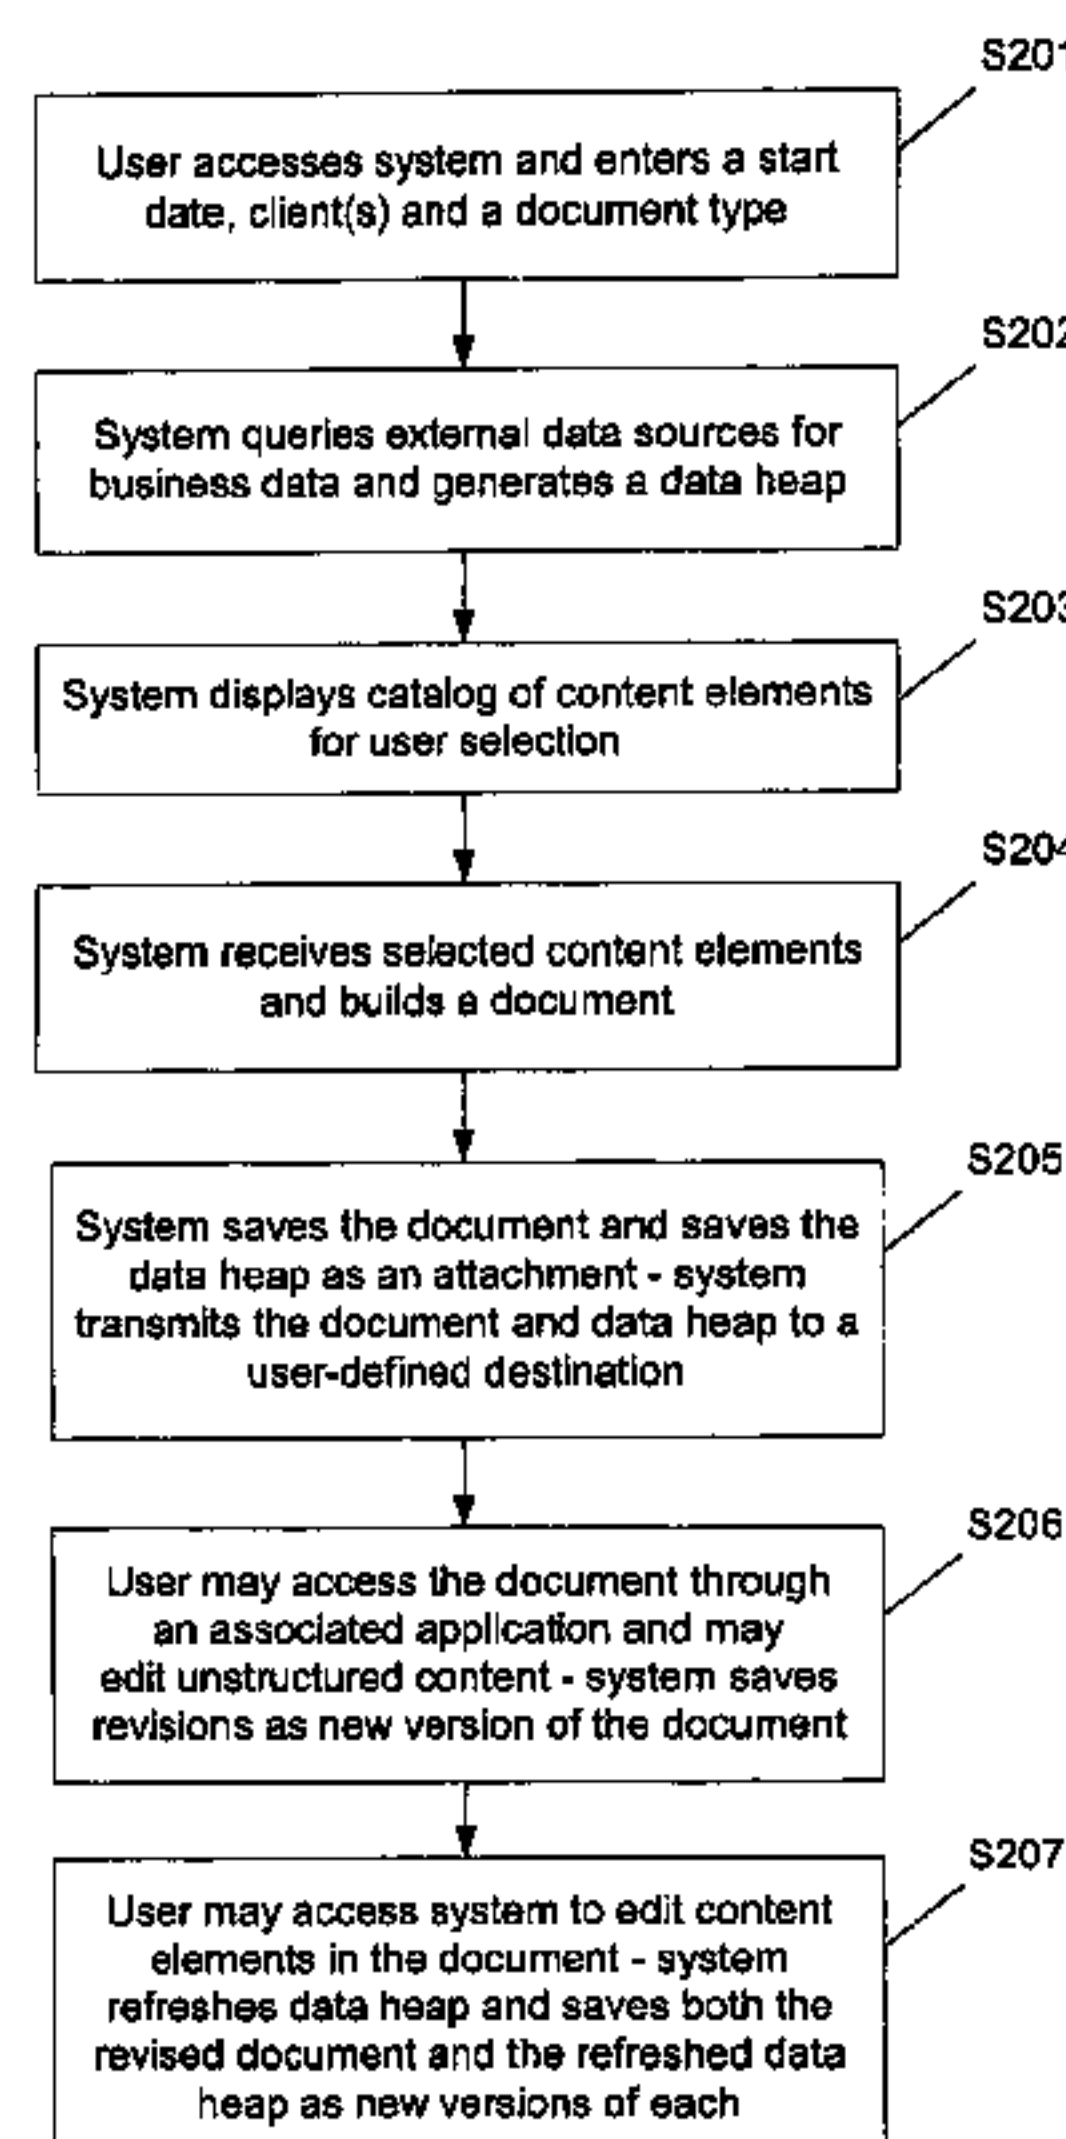 S201
User accesses system and enters a start
date, client(s) and a document type
S202
System queries external data sources for
business data and generates a data heap
S203
System displays catalog of content elements
for user selection
S204
System receives selected content elements
and builds a document
S205
System saves the document and saves the
data heap as an attachment - system
transmits the document and data heap to a
user-defined destination
S206
User may access the document through
an associated application and may
edit unstructured content - system saves
revisions as new version of the document
S207
User may access system to edit content
elements in the document - system
refreshes data heap and saves both the
revised document and the refreshed data
heap as new versions of each